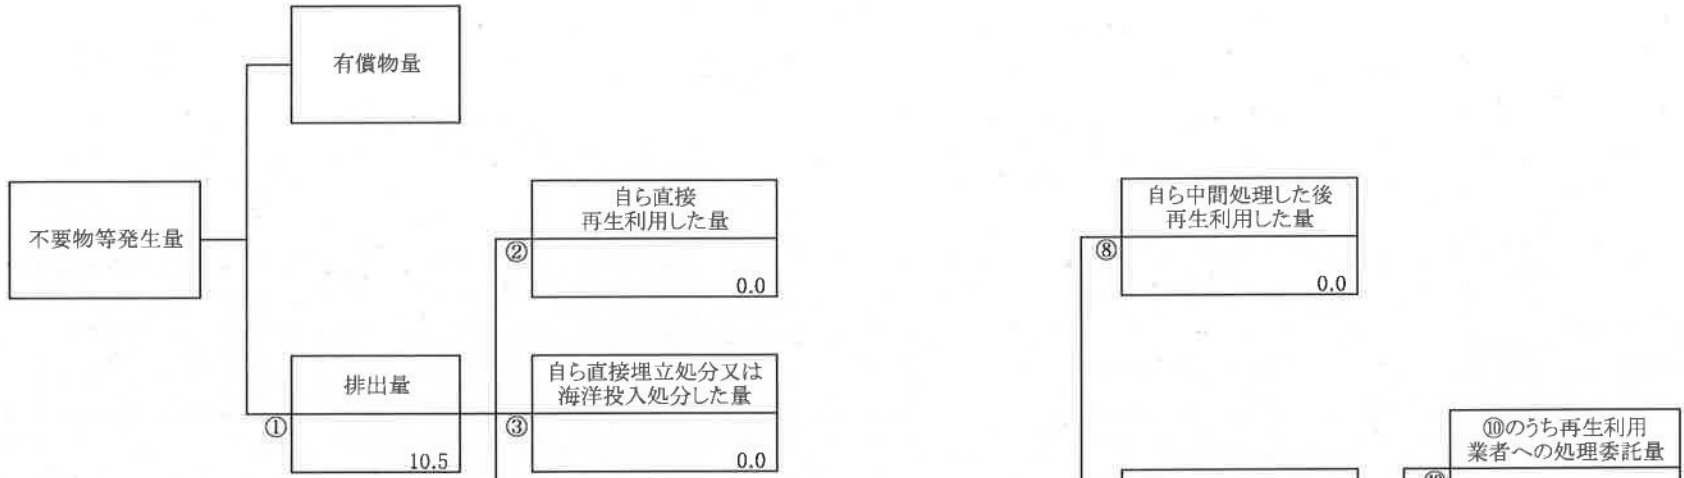 有償物量
不要物等発生量
自ら直接
再生利用した量
②
0.0
自ら中間処理した後
再生利用した量
⑧
0.0
排出量
①
10.5
自ら直接埋立処分又は
海洋投入処分した量
③
0.0
⑩のうち再生利用
業者への処理委託量